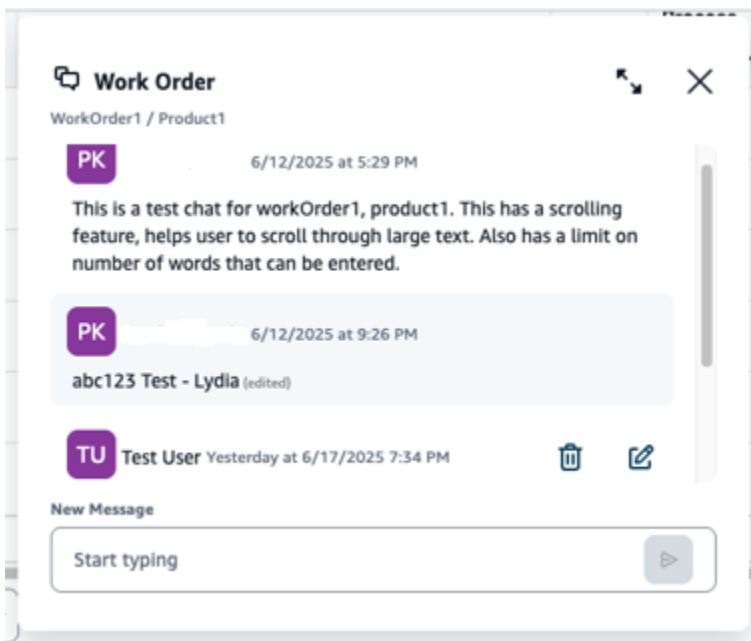 Work Order
WorkOrder1 / Product1
PK 6/12/2025 at 5:29 PM
This is a test chat for workOrder1, product1. This has a scrolling
feature, helps user to scroll through large text. Also has a limit on
number of words that can be entered.
PK 6/12/2025 at 9:26 PM
abc123 Test - Lydia (edited)
TU Test User Yesterday at 6/17/2025 7:34 PM
New Message
Start typing